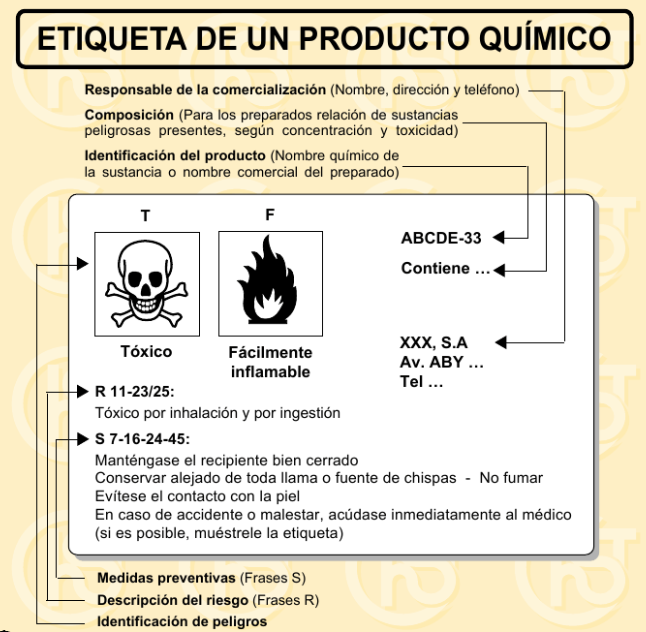 ETIQUETA DE UN PRODUCTO QUÍMICO
Responsable de la comercialización (Nombre, dirección y teléfono)
Composición (Para los preparados relación de sustancias
peligrosas presentes, según concentración y toxicidad)
Identificación del producto (Nombre químico de
la sustancia o nombre comercial del preparado)
T
F
Tóxico
Fácilmente
inflamable
ABCDE-33
Contiene ...
XXX, S.A
Av. ABY ...
Tel ...
R 11-23/25:
Tóxico por inhalación y por ingestión
S 7-16-24-45:
Manténgase el recipiente bien cerrado
Conservar alejado de toda llama o fuente de chispas - No fumar
Evítese el contacto con la piel
En caso de accidente o malestar, acúdase inmediatamente al médico
(si es posible, muéstrele la etiqueta)
Medidas preventivas (Frases S)
Descripción del riesgo (Frases R)
Identificación de peligros